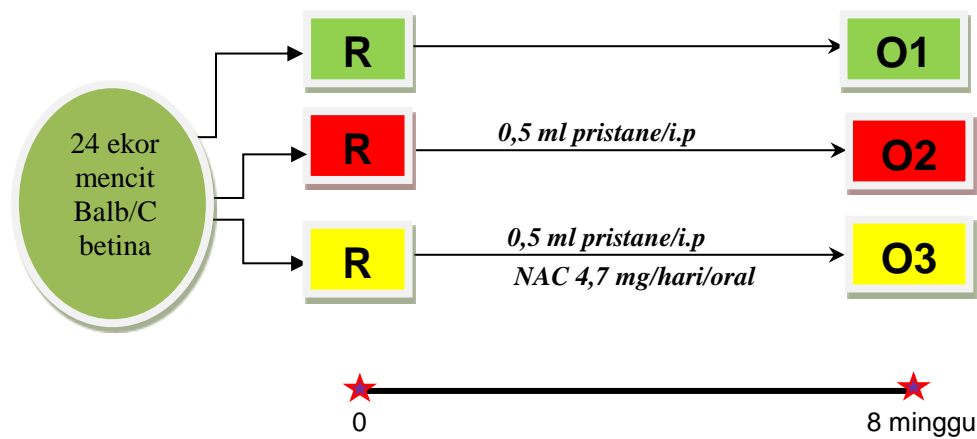 24 ekor
mencit
Balb/C
betina
R
O1
R
0,5 ml pristane/i.p
O2
R
0,5 ml pristane/i.p
NAC 4,7 mg/hari/oral
O3
0
8 minggu